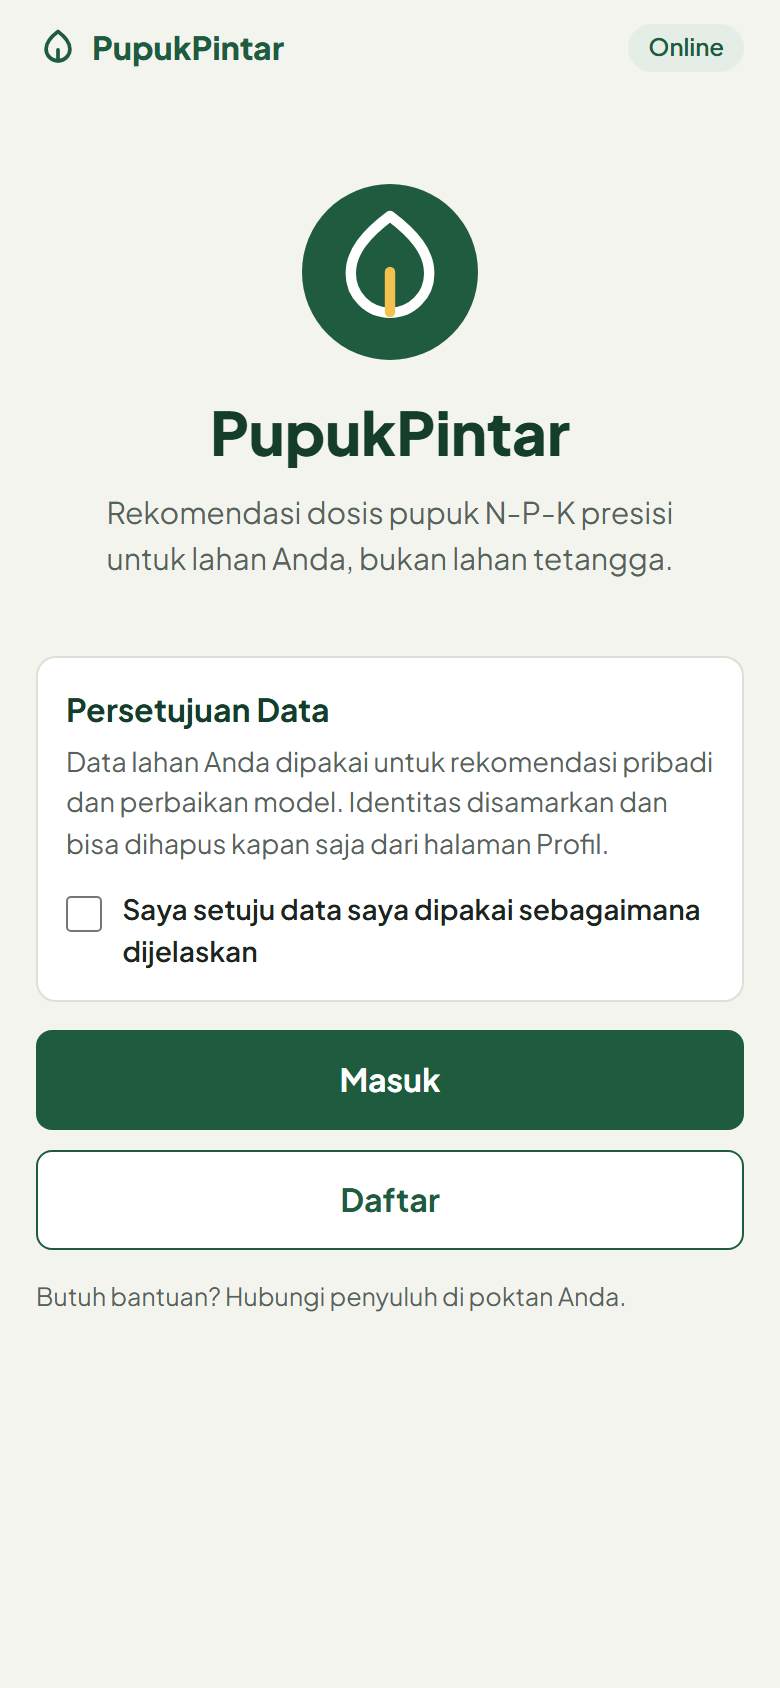 PupukPintar
Online
PupukPintar
Rekomendasi dosis pupuk N-P-K presisi
untuk lahan Anda, bukan lahan tetangga.
Persetujuan Data
Data lahan Anda dipakai untuk rekomendasi pribadi
dan perbaikan model. Identitas disamarkan dan
bisa dihapus kapan saja dari halaman Profil.
Saya setuju data saya dipakai sebagaimana
dijelaskan
Masuk
Daftar
Butuh bantuan? Hubungi penyuluh di poktan Anda.